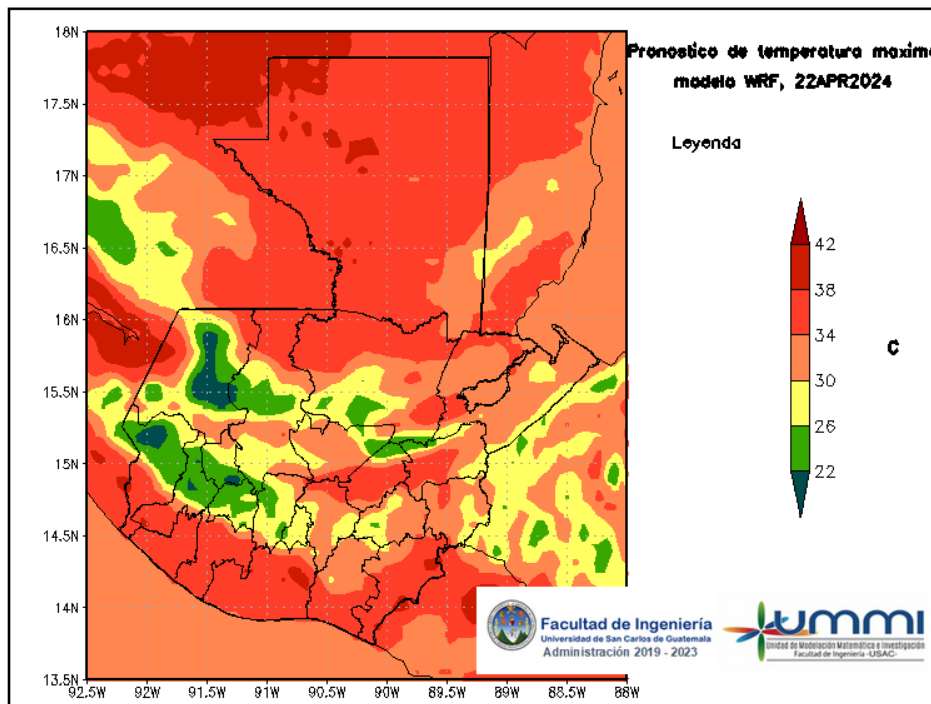 Pronostico de temperatura maxim
modelo WRF, 22APR2024
Leyenda
42
38
34
30
26
22
C
18N
17.5N
17N
16.5N
16N
15.5N
15N
14.5N
14N
13.5N
92.5W 92W 91.5W 91W 90.5W 90W 89.5W 89W 88.5W 88W
Facultad de Ingeniería
Universidad de San Carlos de Guatemala
Administración 2019 - 2023
UMMI
Unidad de Modelación Matemática e Investigación
Facultad de Ingeniería -USAC-